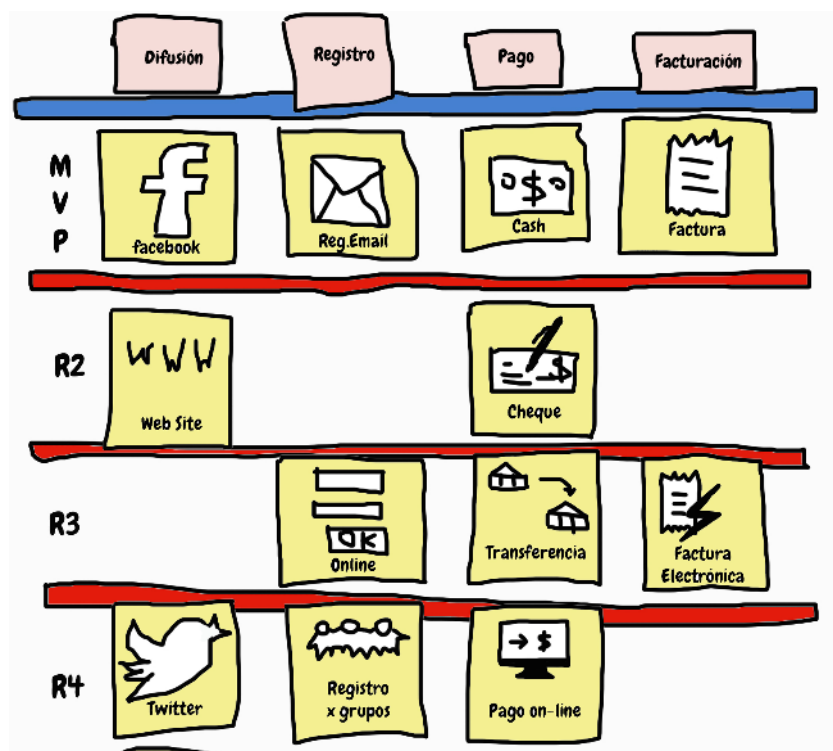 Difusión
Registro
Pago
Facturación
M
V
P
facebook
Reg.Email
$
Cash
Factura
R2
WWW
Web Site
$
Cheque
R3
OK
Online
Transferencia
Factura
Electrónica
R4
Twitter
Registro
x grupos
→ $
Pago on-line